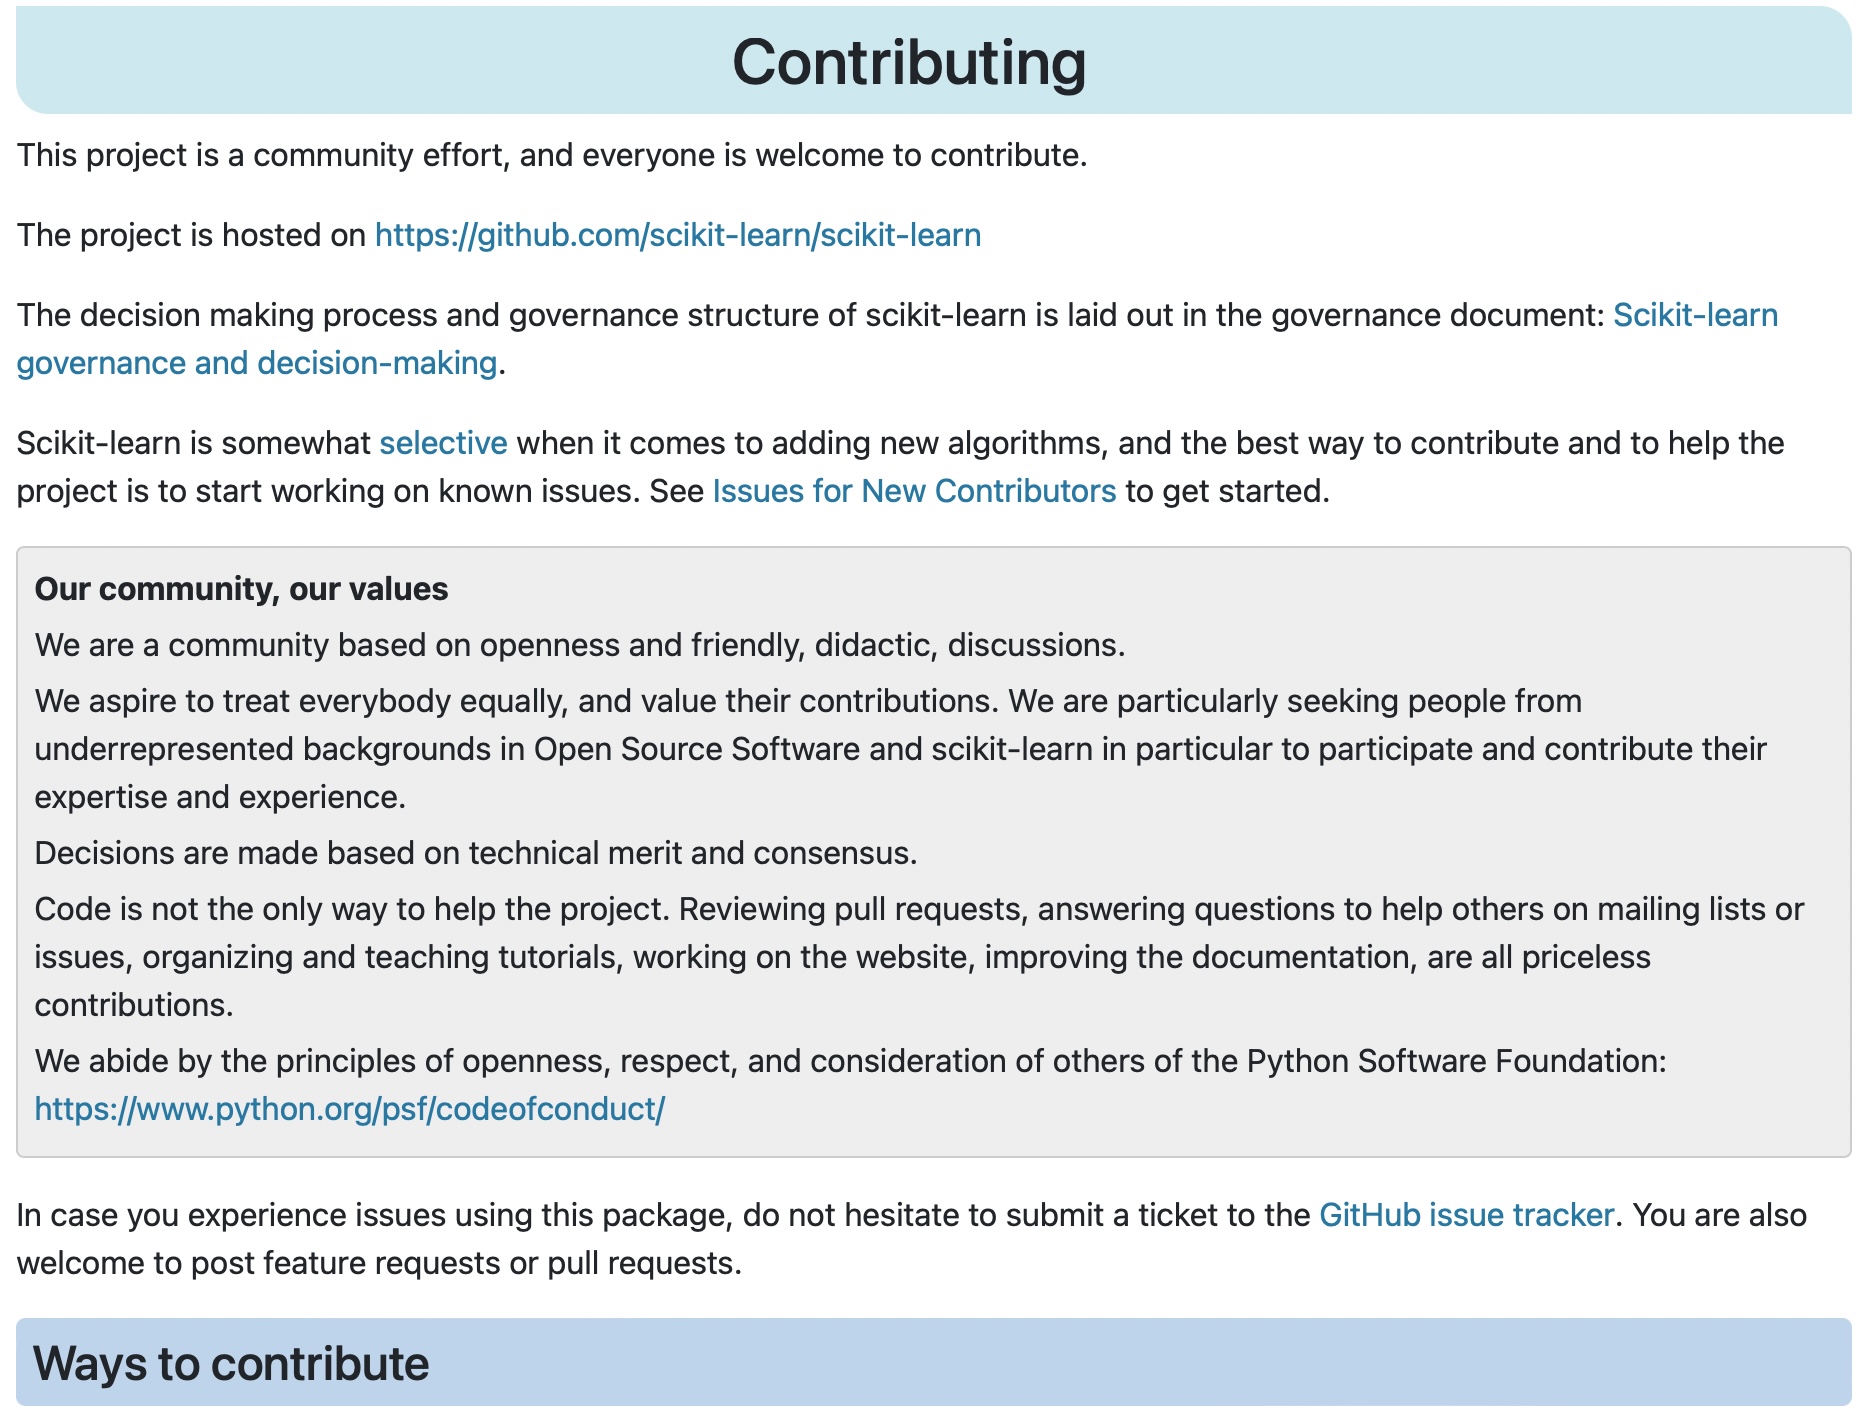 Contributing
This project is a community effort, and everyone is welcome to contribute.
The project is hosted on https://github.com/scikit-learn/scikit-learn
The decision making process and governance structure of scikit-learn is laid out in the governance document: Scikit-learn
governance and decision-making.
Scikit-learn is somewhat selective when it comes to adding new algorithms, and the best way to contribute and to help the
project is to start working on known issues. See Issues for New Contributors to get started.
Our community, our values
We are a community based on openness and friendly, didactic, discussions.
We aspire to treat everybody equally, and value their contributions. We are particularly seeking people from
underrepresented backgrounds in Open Source Software and scikit-learn in particular to participate and contribute their
expertise and experience.
Decisions are made based on technical merit and consensus.
Code is not the only way to help the project. Reviewing pull requests, answering questions to help others on mailing lists or
issues, organizing and teaching tutorials, working on the website, improving the documentation, are all priceless
contributions.
We abide by the principles of openness, respect, and consideration of others of the Python Software Foundation:
https://www.python.org/psf/codeofconduct/
In case you experience issues using this package, do not hesitate to submit a ticket to the GitHub issue tracker. You are also
welcome to post feature requests or pull requests.
Ways to contribute